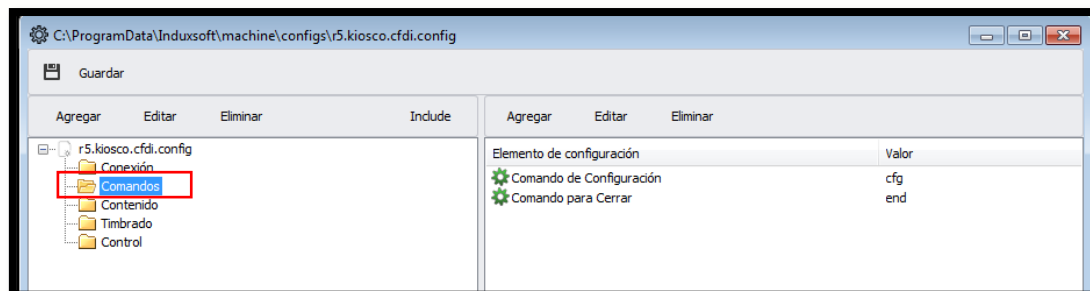 C:\ProgramData\Induxsoft\machine\configs\r5.kiosco.cfdi.config
Guardar
Agregar Editar Eliminar Include
r5.kiosco.cfdi.config
Conexión
Comandos
Contenido
Timbrado
Control
Agregar Editar Eliminar
Elemento de configuración Valor
Comando de Configuración cfg
Comando para Cerrar end